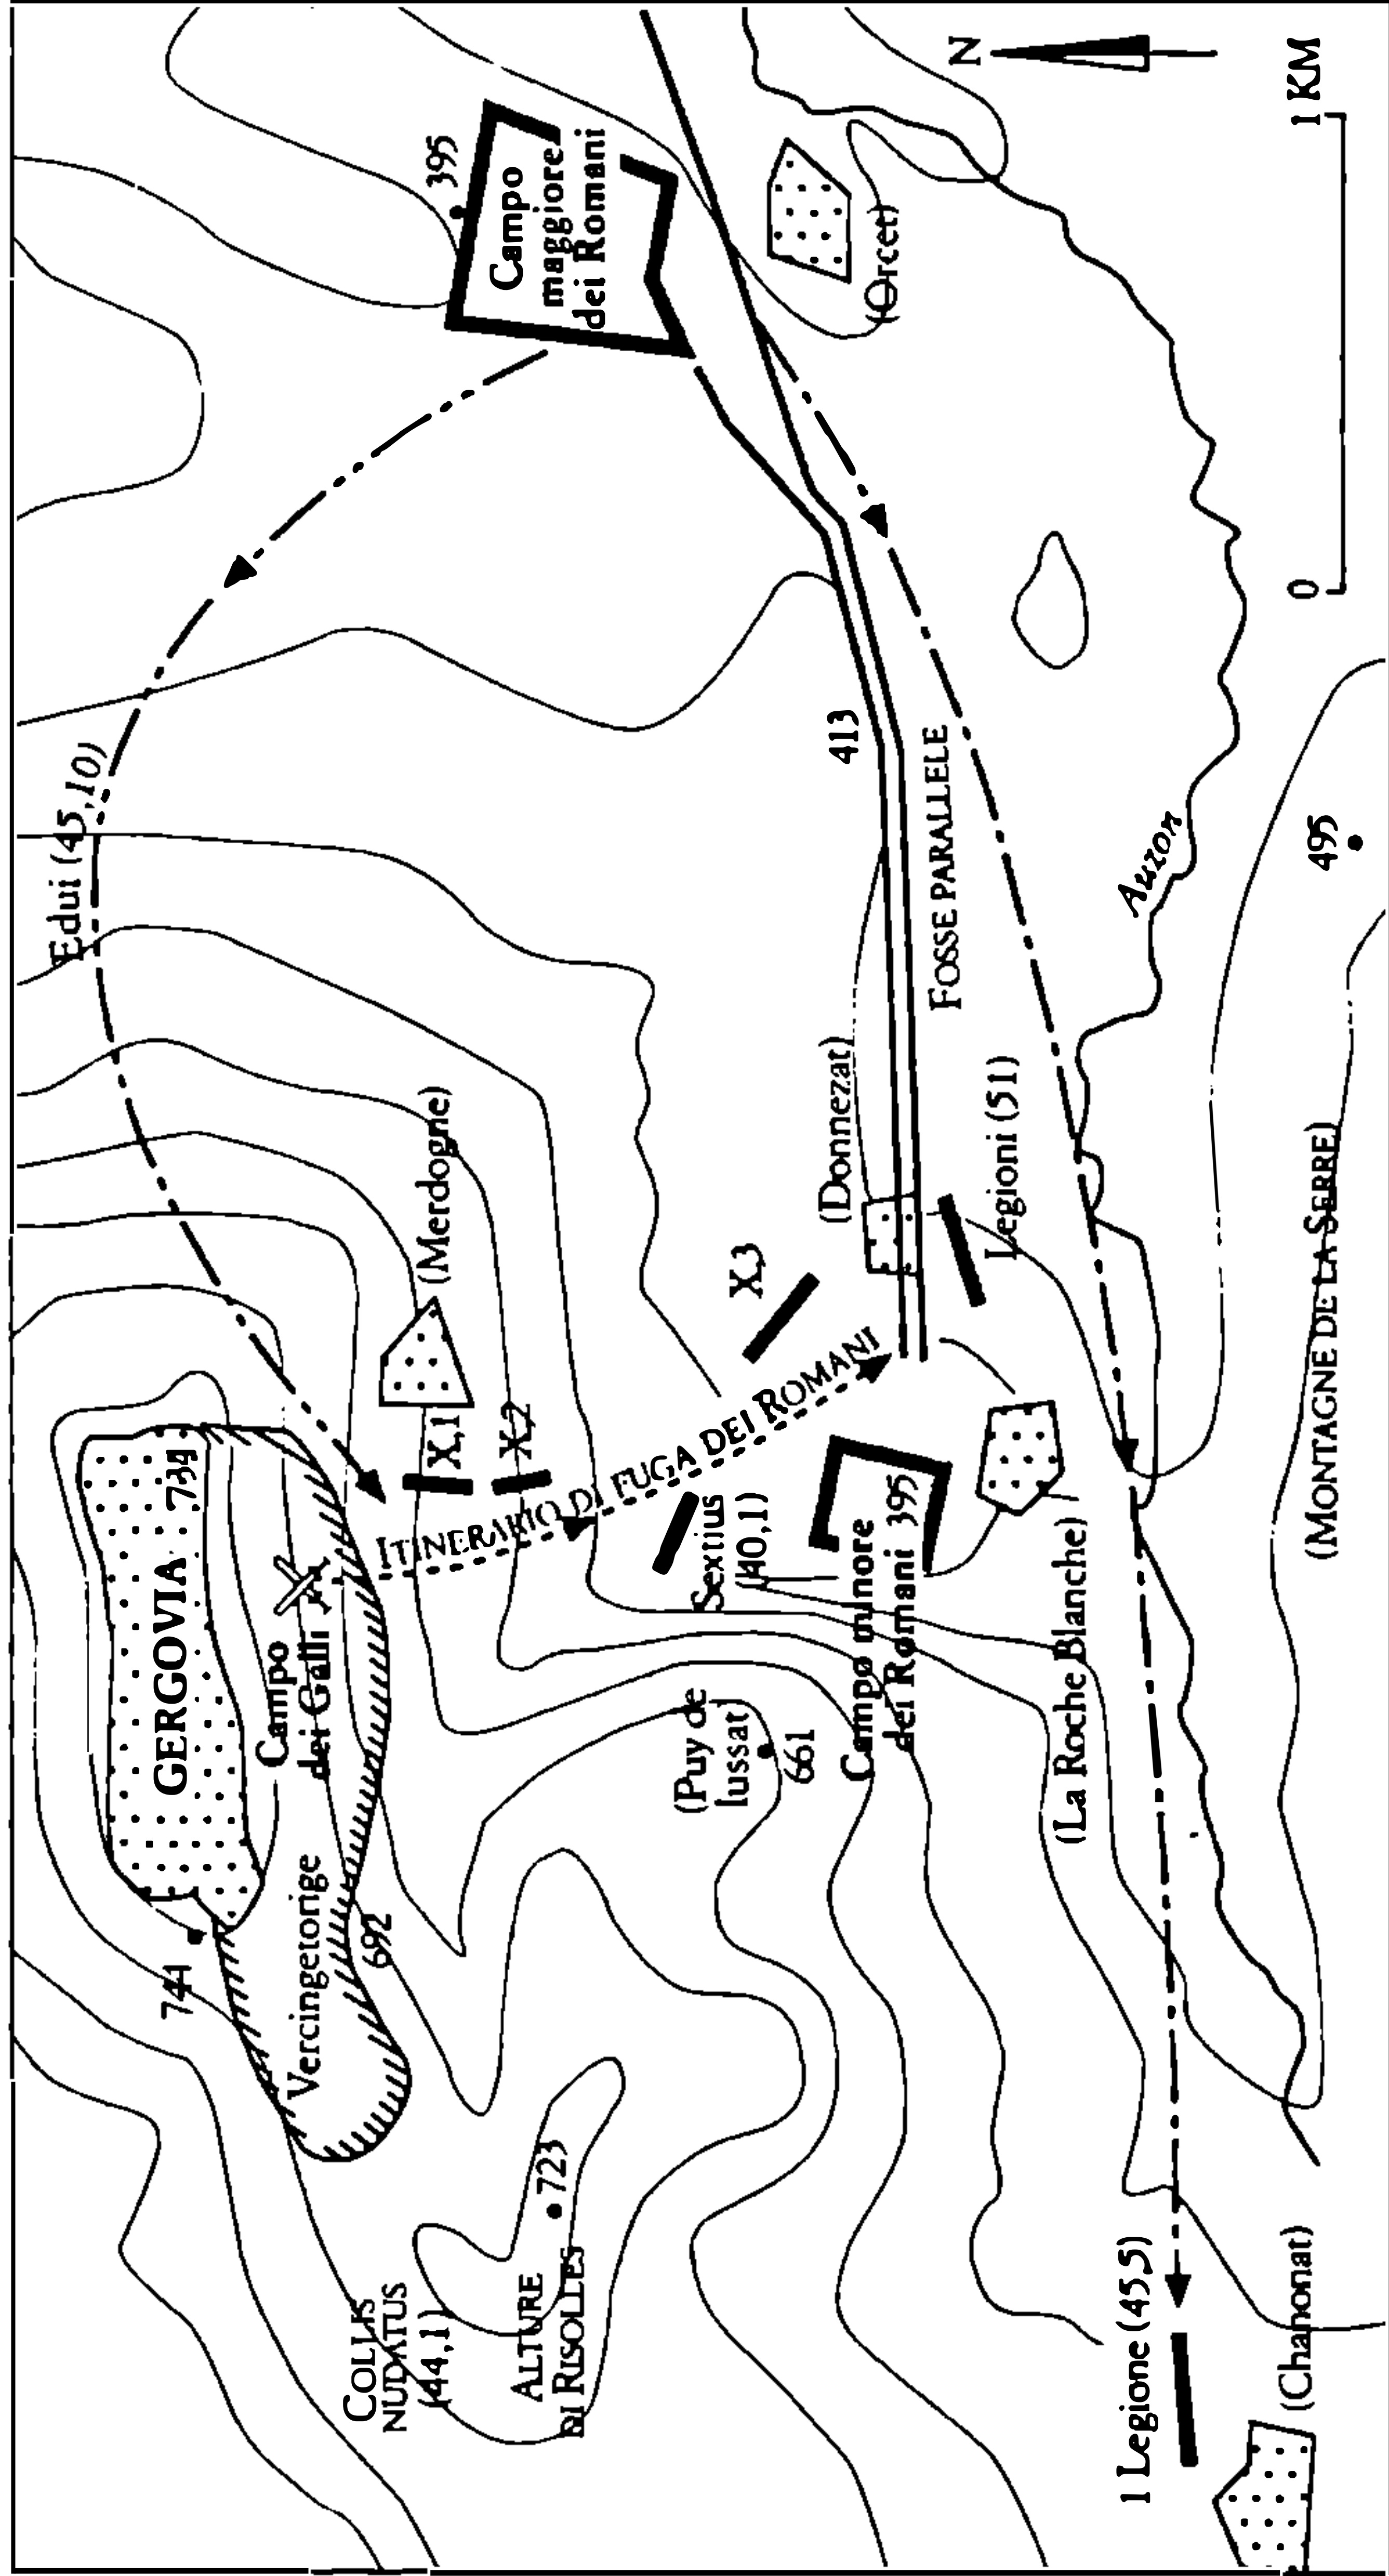 Edui (45,10)
GERGOVIA
734
744
Campo
dei Galli
Vercingetorige
692
COLLIS
NUDATUS
(44,1)
ALTURE
DI RISOLLES
723
(Merdogne)
X,1
X,2
X,3
ITINERARIO DI FUGA DEI ROMANI
Sextius
(40,1)
(Puy de
Jussat)
661
Campo minore
dei Romani 395
(La Roche Blanche)
395
Campo
maggiore
dei Romani
(Orcet)
413
FOSSE PARALLELE
(Donnezat)
Legioni (51)
Auzon
495
(MONTAGNE DE LA SERRE)
1 Legione (45,5)
(Chanonat)
N
0
1 KM